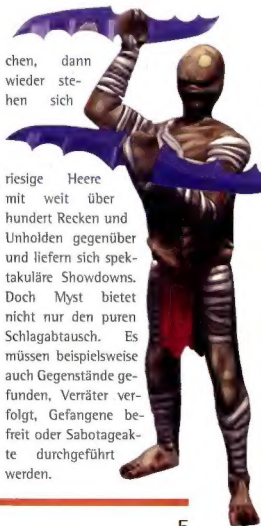 chen, dann
wieder ste-
hen sich
riesige Heere
mit weit über
hundert Recken und
Unholden gegenüber
und liefern sich spek-
takuläre Showdowns.
Doch Myst bietet
nicht nur den puren
Schlagabtausch. Es
müssen beispielsweise
auch Gegenstände ge-
funden, Verräter ver-
folgt, Gefangene be-
freit oder Sabotageak-
te durchgeführt
werden.